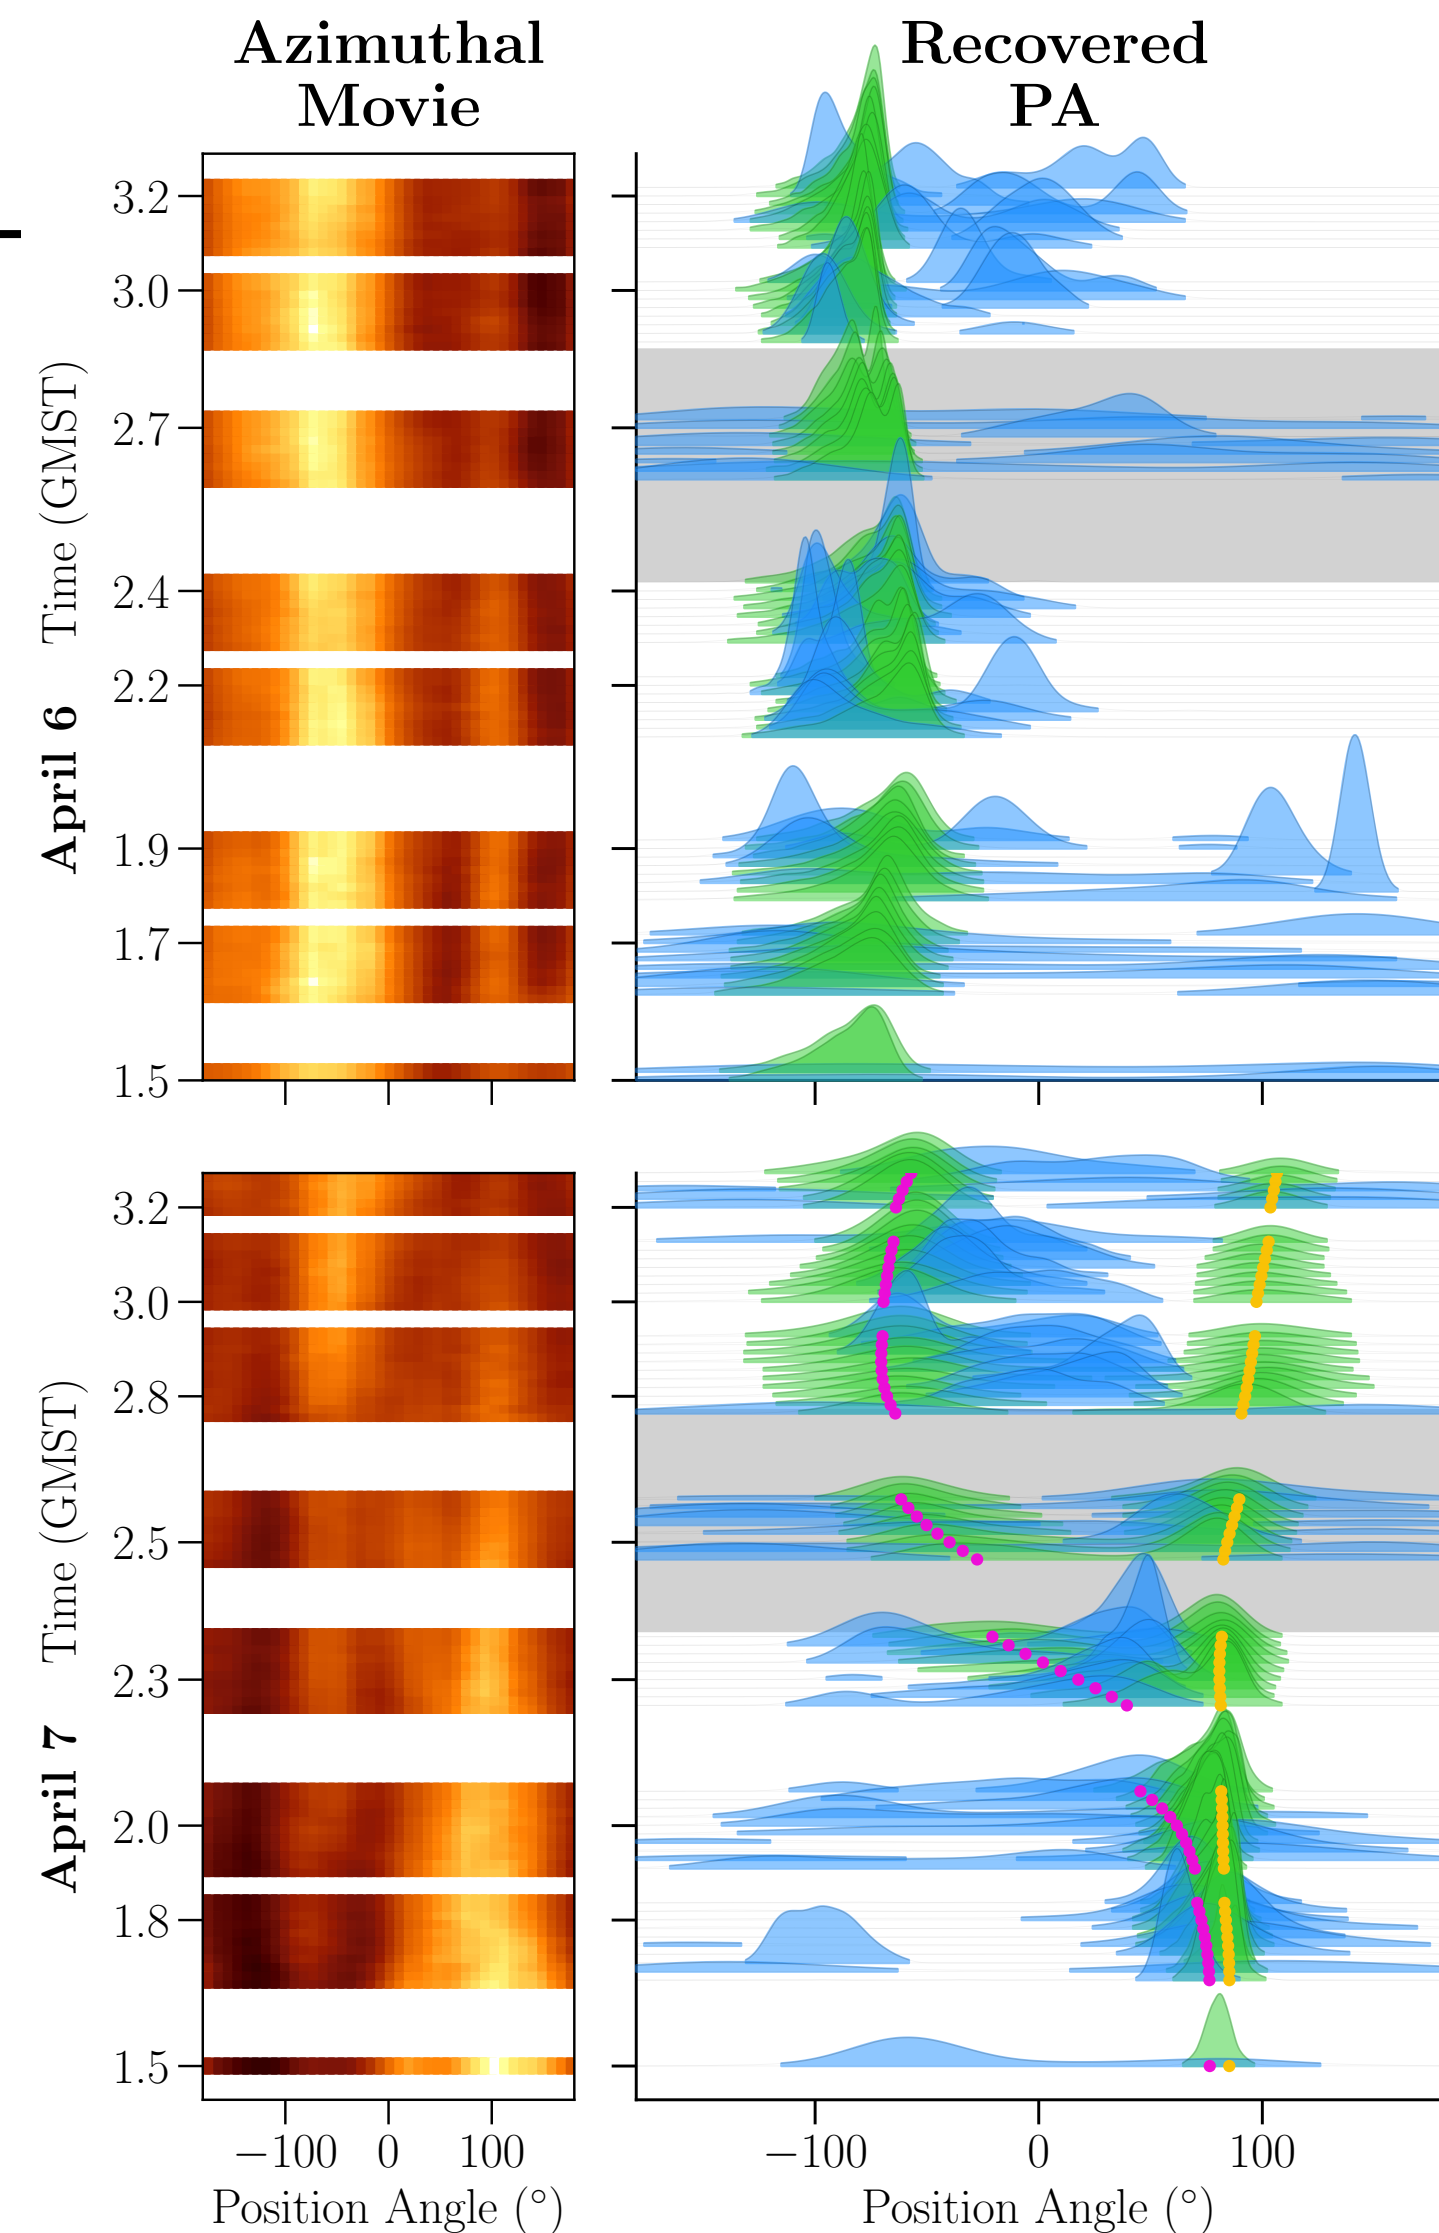 Azimuthal
Movie
Recovered
PA
April 6 Time (GMST)
3.2
3.0
2.7
2.4
2.2
1.9
1.7
1.5
April 7 Time (GMST)
3.2
3.0
2.8
2.5
2.3
2.0
1.8
1.5
−100 0 100
Position Angle (°)
−100 0 100
Position Angle (°)